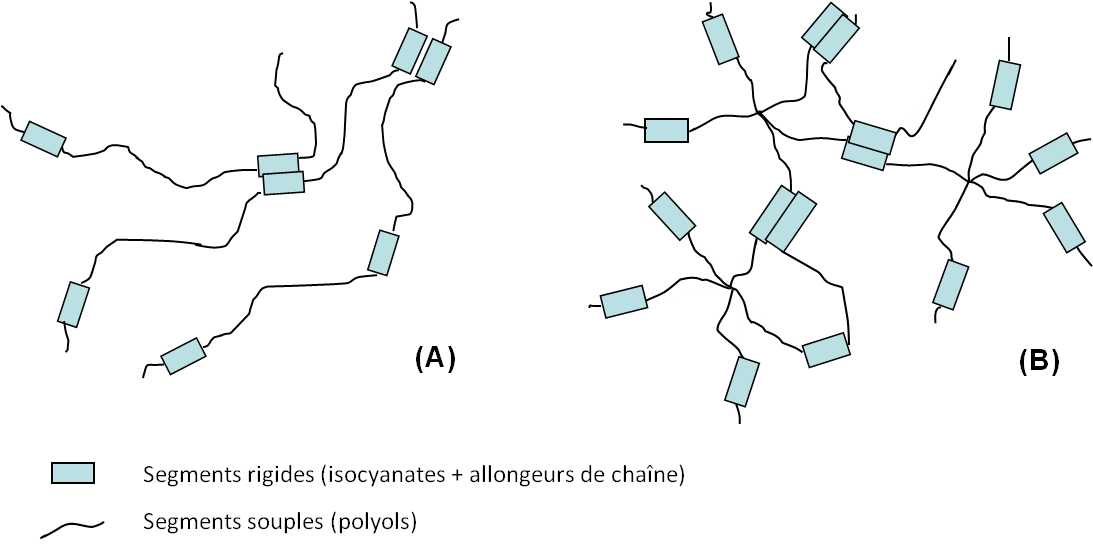 (A)
(B)
Segments rigides (isocyanates + allongeurs de chaîne)
Segments souples (polyols)